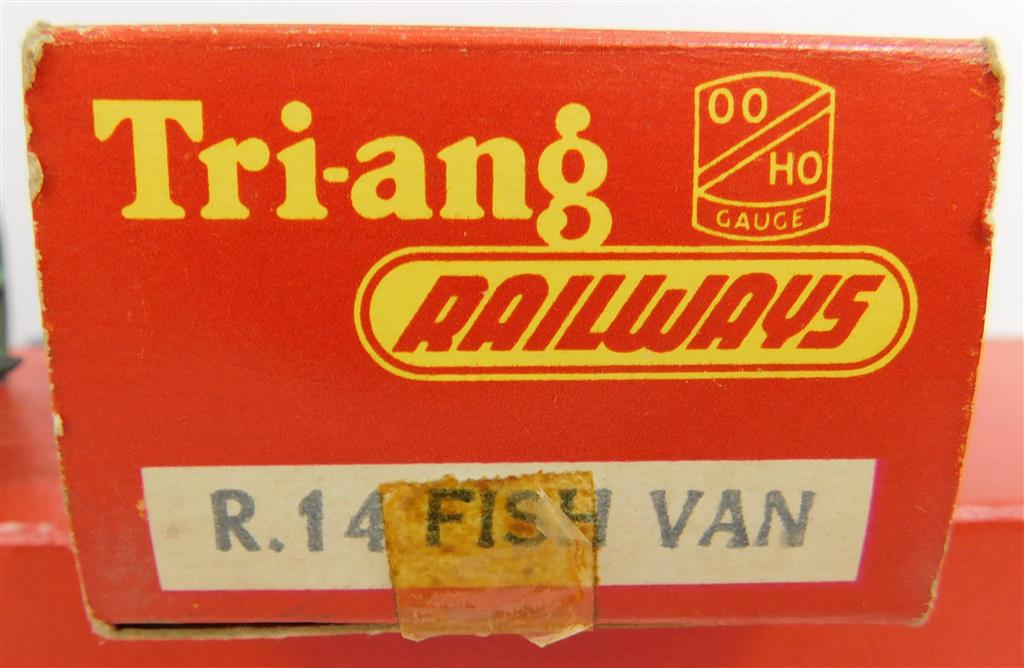 Tri-ang
OO
HO
GAUGE
RAILWAYS
R.14 FISH VAN